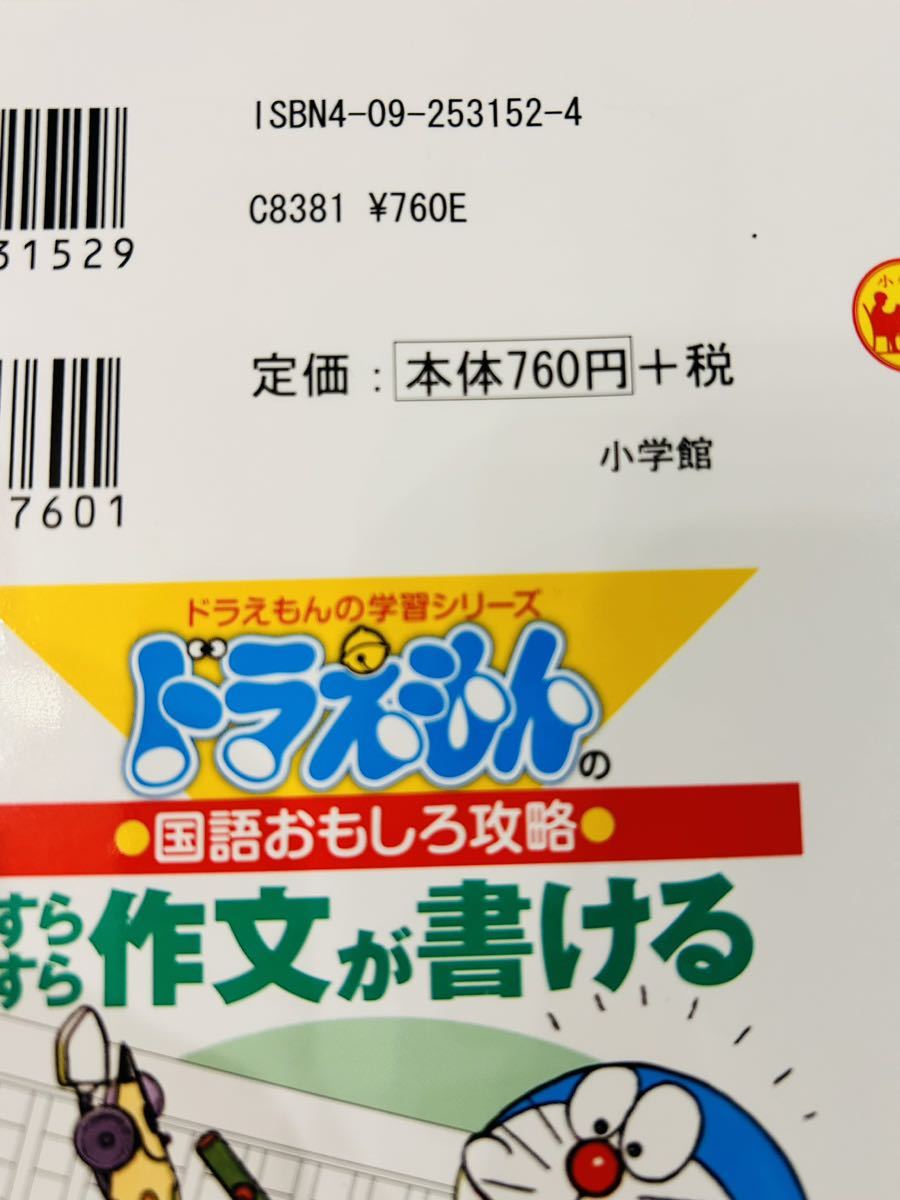 ISBN4-09-253152-4
C8381 ¥760E
31529
定価：本体760円＋税
小学館
7601
ドラえもんの学習シリーズ
ドラえもんの
国語おもしろ攻略
すらすら作文が書ける